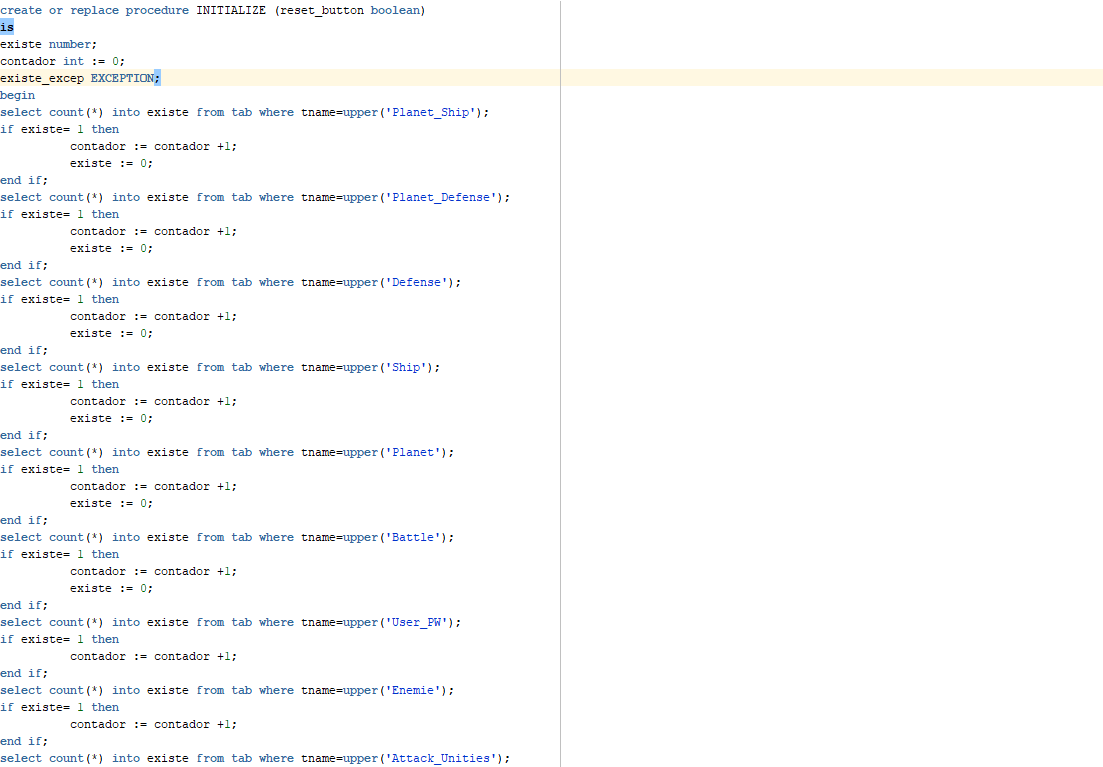 create or replace procedure INITIALIZE (reset_button boolean)
is
existe number;
contador int := 0;
existe_excep EXCEPTION;
begin
select count(*) into existe from tab where tname=upper('Planet_Ship');
if existe= 1 then
          contador := contador +1;
          existe := 0;
end if;
select count(*) into existe from tab where tname=upper('Planet_Defense');
if existe= 1 then
          contador := contador +1;
          existe := 0;
end if;
select count(*) into existe from tab where tname=upper('Defense');
if existe= 1 then
          contador := contador +1;
          existe := 0;
end if;
select count(*) into existe from tab where tname=upper('Ship');
if existe= 1 then
          contador := contador +1;
          existe := 0;
end if;
select count(*) into existe from tab where tname=upper('Planet');
if existe= 1 then
          contador := contador +1;
          existe := 0;
end if;
select count(*) into existe from tab where tname=upper('Battle');
if existe= 1 then
          contador := contador +1;
          existe := 0;
end if;
select count(*) into existe from tab where tname=upper('User_PW');
if existe= 1 then
          contador := contador +1;
end if;
select count(*) into existe from tab where tname=upper('Enemie');
if existe= 1 then
          contador := contador +1;
end if;
select count(*) into existe from tab where tname=upper('Attack_Unities');